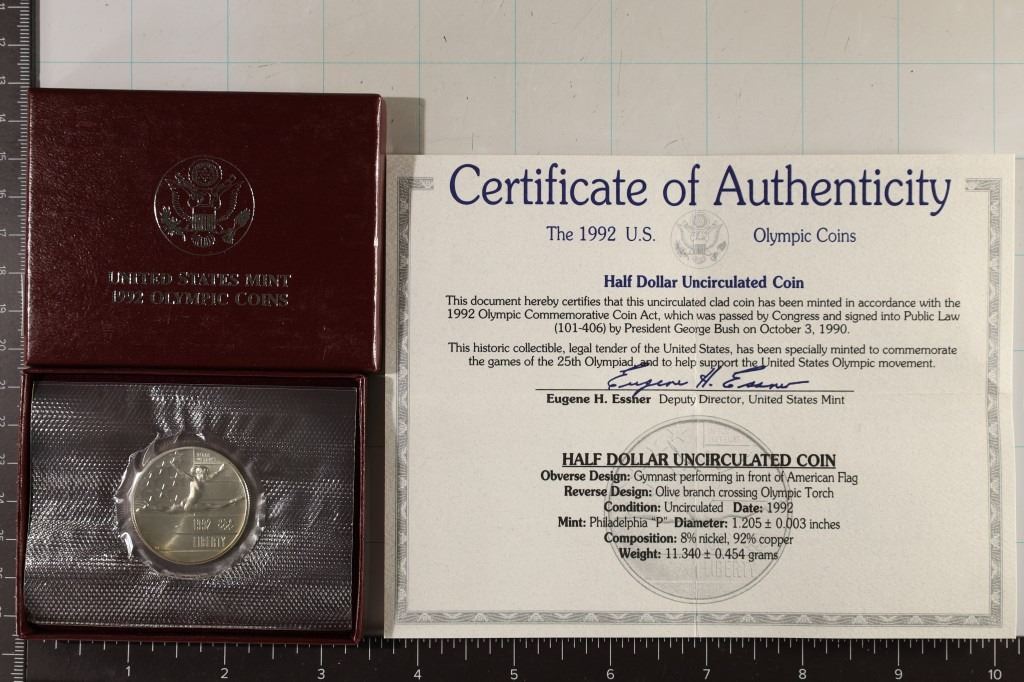 UNITED STATES MINT
1992 OLYMPIC COINS
1992
LIBERTY
Certificate of Authenticity
The 1992 U.S. Olympic Coins
Half Dollar Uncirculated Coin
This document hereby certifies that this uncirculated clad coin has been minted in accordance with the
1992 Olympic Commemorative Coin Act, which was passed by Congress and signed into Public Law
(101-406) by President George Bush on October 3, 1990.
This historic collectible, legal tender of the United States, has been specially minted to commemorate
the games of the 25th Olympiad and to help support the United States Olympic movement.
Eugene H. Essner
Eugene H. Essner Deputy Director, United States Mint
HALF DOLLAR UNCIRCULATED COIN
Obverse Design: Gymnast performing in front of American Flag
Reverse Design: Olive branch crossing Olympic Torch
Condition: Uncirculated Date: 1992
Mint: Philadelphia "P" Diameter: 1.205 ± 0.003 inches
Composition: 8% nickel, 92% copper
Weight: 11.340 ± 0.454 grams
LIBERTY
1 2 3 4 5 6 7 8 9 10